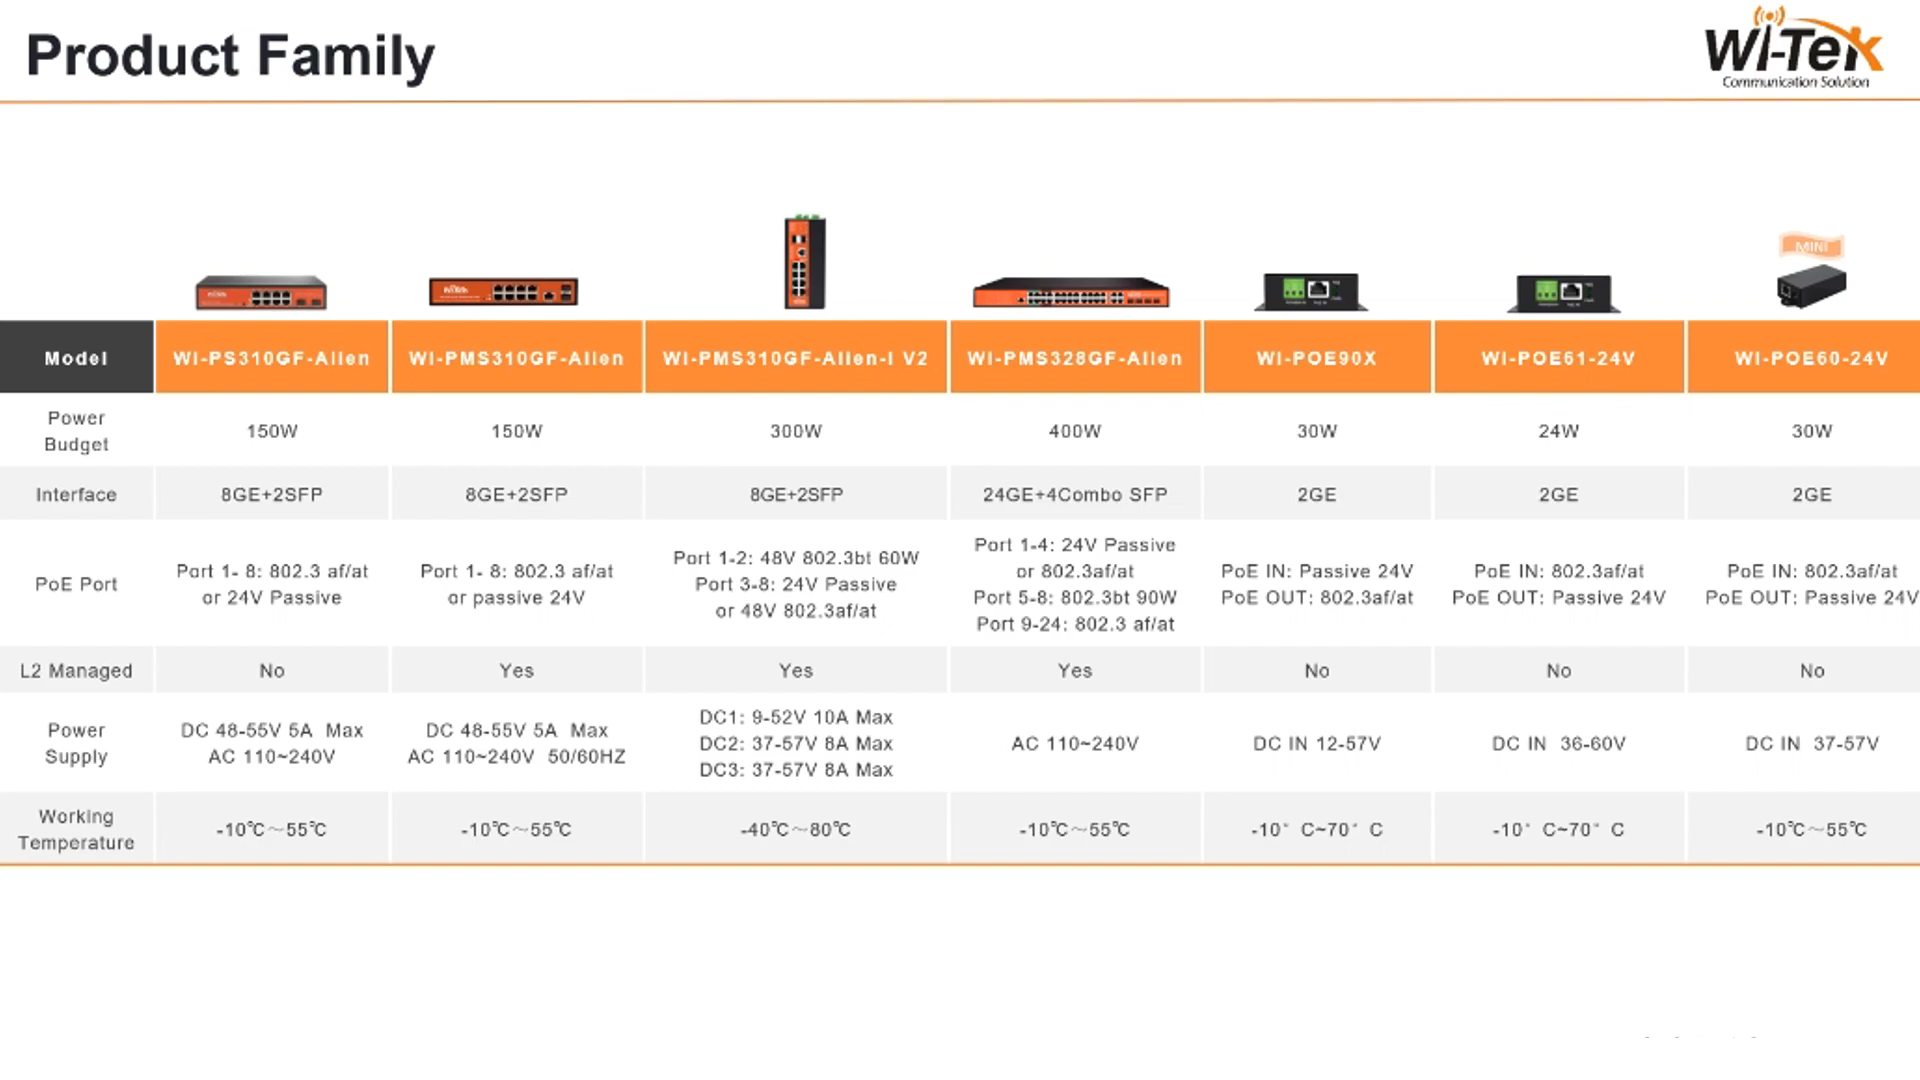 Product Family
Wi-Tek
Communication Solution
MINI
Model
WI-PS310GF-Alien
WI-PMS310GF-Alien
WI-PMS310GF-Alien-I V2
WI-PMS328GF-Alien
WI-POE90X
WI-POE61-24V
WI-POE60-24V
Power
Budget
150W
150W
300W
400W
30W
24W
30W
Interface
8GE+2SFP
8GE+2SFP
8GE+2SFP
24GE+4Combo SFP
2GE
2GE
2GE
PoE Port
Port 1- 8: 802.3 af/at
or 24V Passive
Port 1- 8: 802.3 af/at
or passive 24V
Port 1-2: 48V 802.3bt 60W
Port 3-8: 24V Passive
or 48V 802.3af/at
Port 1-4: 24V Passive
or 802.3af/at
Port 5-8: 802.3bt 90W
Port 9-24: 802.3 af/at
PoE IN: Passive 24V
PoE OUT: 802.3af/at
PoE IN: 802.3af/at
PoE OUT: Passive 24V
PoE IN: 802.3af/at
PoE OUT: Passive 24V
L2 Managed
No
Yes
Yes
Yes
No
No
No
Power
Supply
DC 48-55V 5A Max
AC 110~240V
DC 48-55V 5A Max
AC 110~240V 50/60HZ
DC1: 9-52V 10A Max
DC2: 37-57V 8A Max
DC3: 37-57V 8A Max
AC 110~240V
DC IN 12-57V
DC IN 36-60V
DC IN 37-57V
Working
Temperature
-10℃～55℃
-10℃～55℃
-40℃～80℃
-10℃～55℃
-10° C~70° C
-10° C~70° C
-10℃～55℃